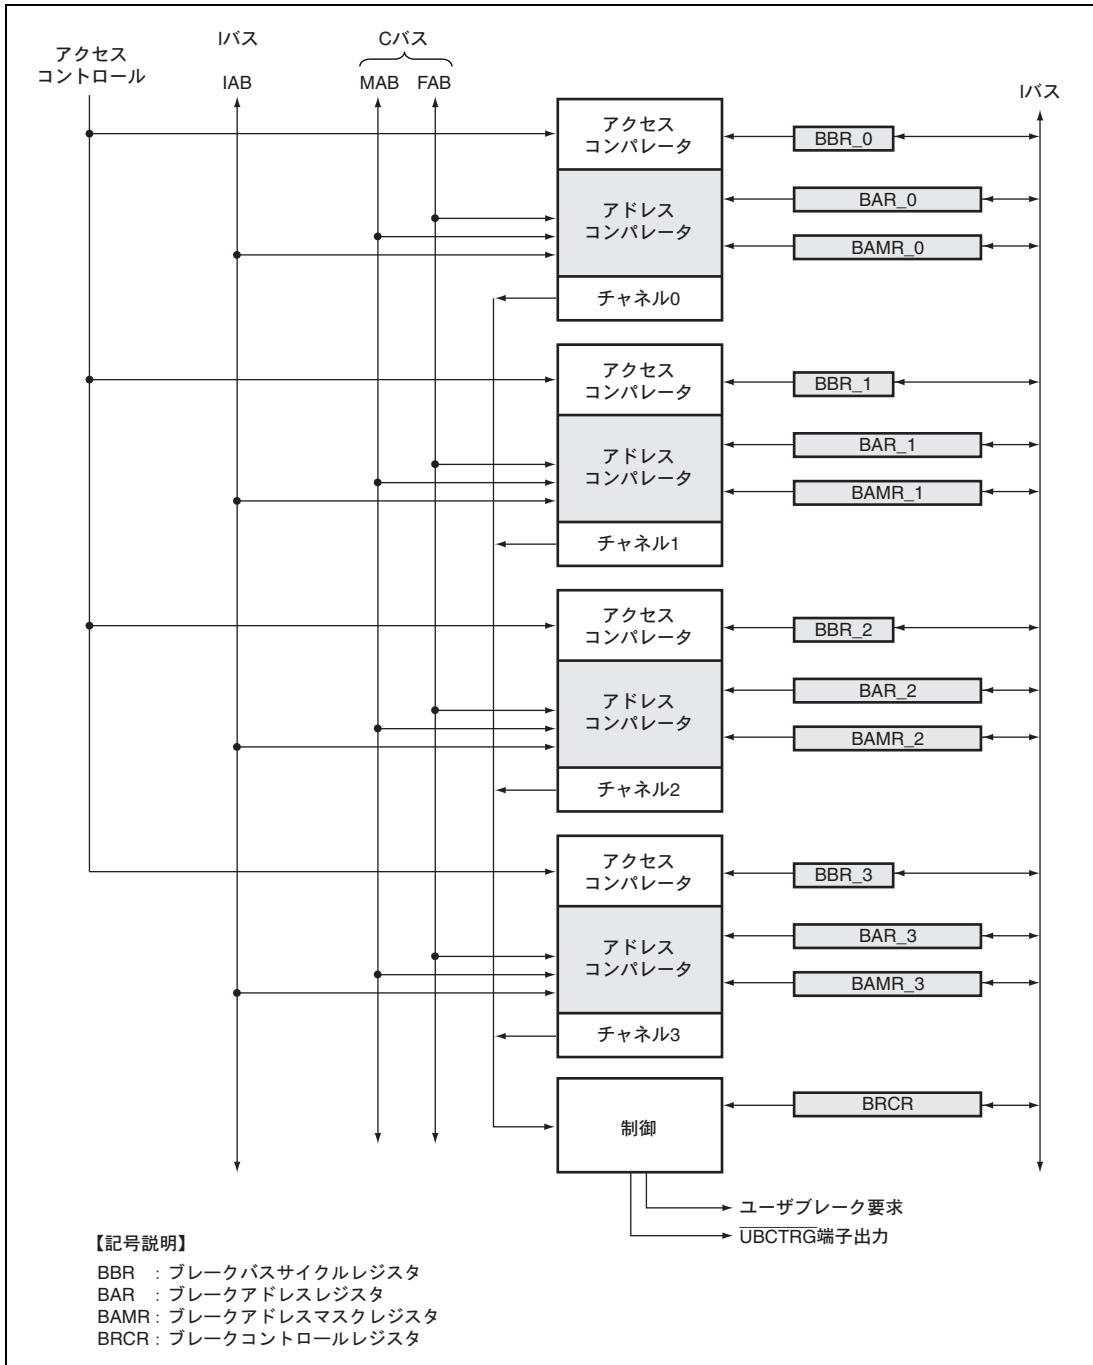 アクセス
コントロール
Iバス
IAB
Cバス
MAB FAB
Iバス
アクセス
コンパレータ
BBR_0
アドレス
コンパレータ
BAR_0
BAMR_0
チャネル0
アクセス
コンパレータ
BBR_1
アドレス
コンパレータ
BAR_1
BAMR_1
チャネル1
アクセス
コンパレータ
BBR_2
アドレス
コンパレータ
BAR_2
BAMR_2
チャネル2
アクセス
コンパレータ
BBR_3
アドレス
コンパレータ
BAR_3
BAMR_3
チャネル3
制御
BRCR
ユーザブレーク要求
UBCTRG端子出力
【記号説明】
BBR : ブレークバスサイクルレジスタ
BAR : ブレークアドレスレジスタ
BAMR : ブレークアドレスマスクレジスタ
BRCR : ブレークコントロールレジスタ